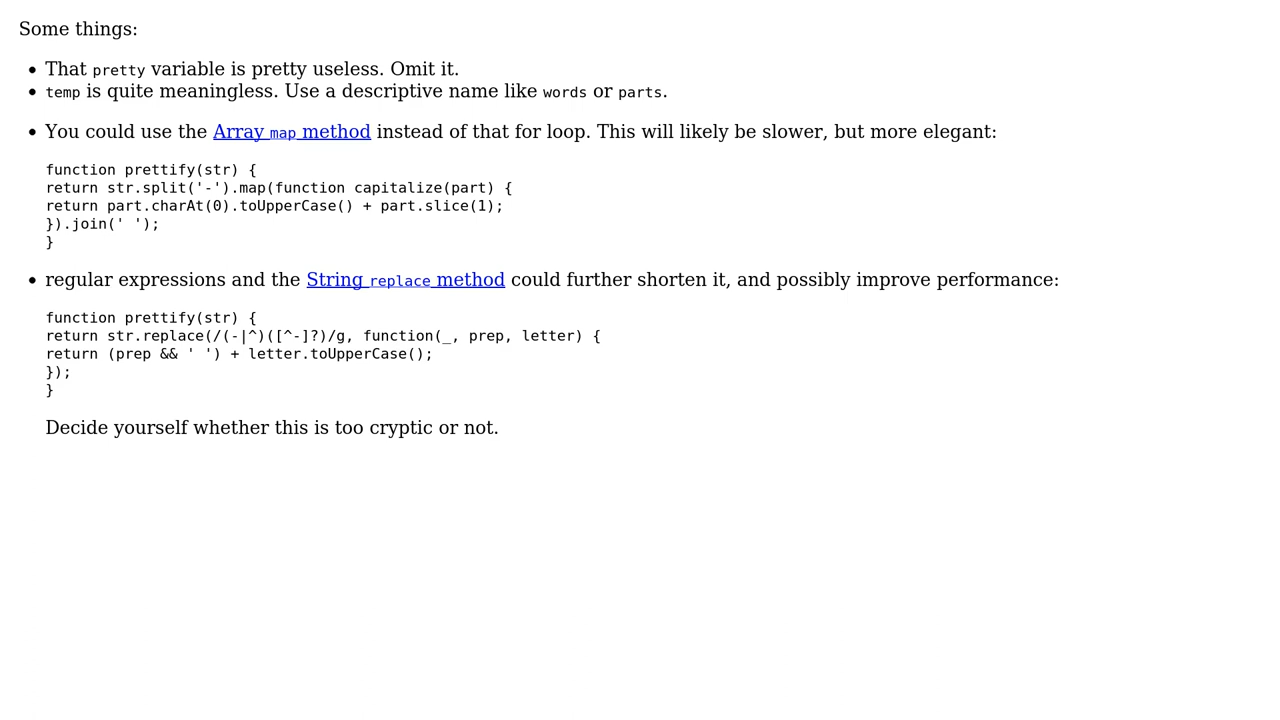 Some things:
• That pretty variable is pretty useless. Omit it.
• temp is quite meaningless. Use a descriptive name like words or parts.
• You could use the Array map method instead of that for loop. This will likely be slower, but more elegant:
function prettify(str) {
return str.split('-').map(function capitalize(part) {
return part.charAt(0).toUpperCase() + part.slice(1);
}).join(' ');
}
• regular expressions and the String replace method could further shorten it, and possibly improve performance:
function prettify(str) {
return str.replace(/(-|^)([^-]?)/g, function(_, prep, letter) {
return (prep && ' ') + letter.toUpperCase();
});
}
Decide yourself whether this is too cryptic or not.